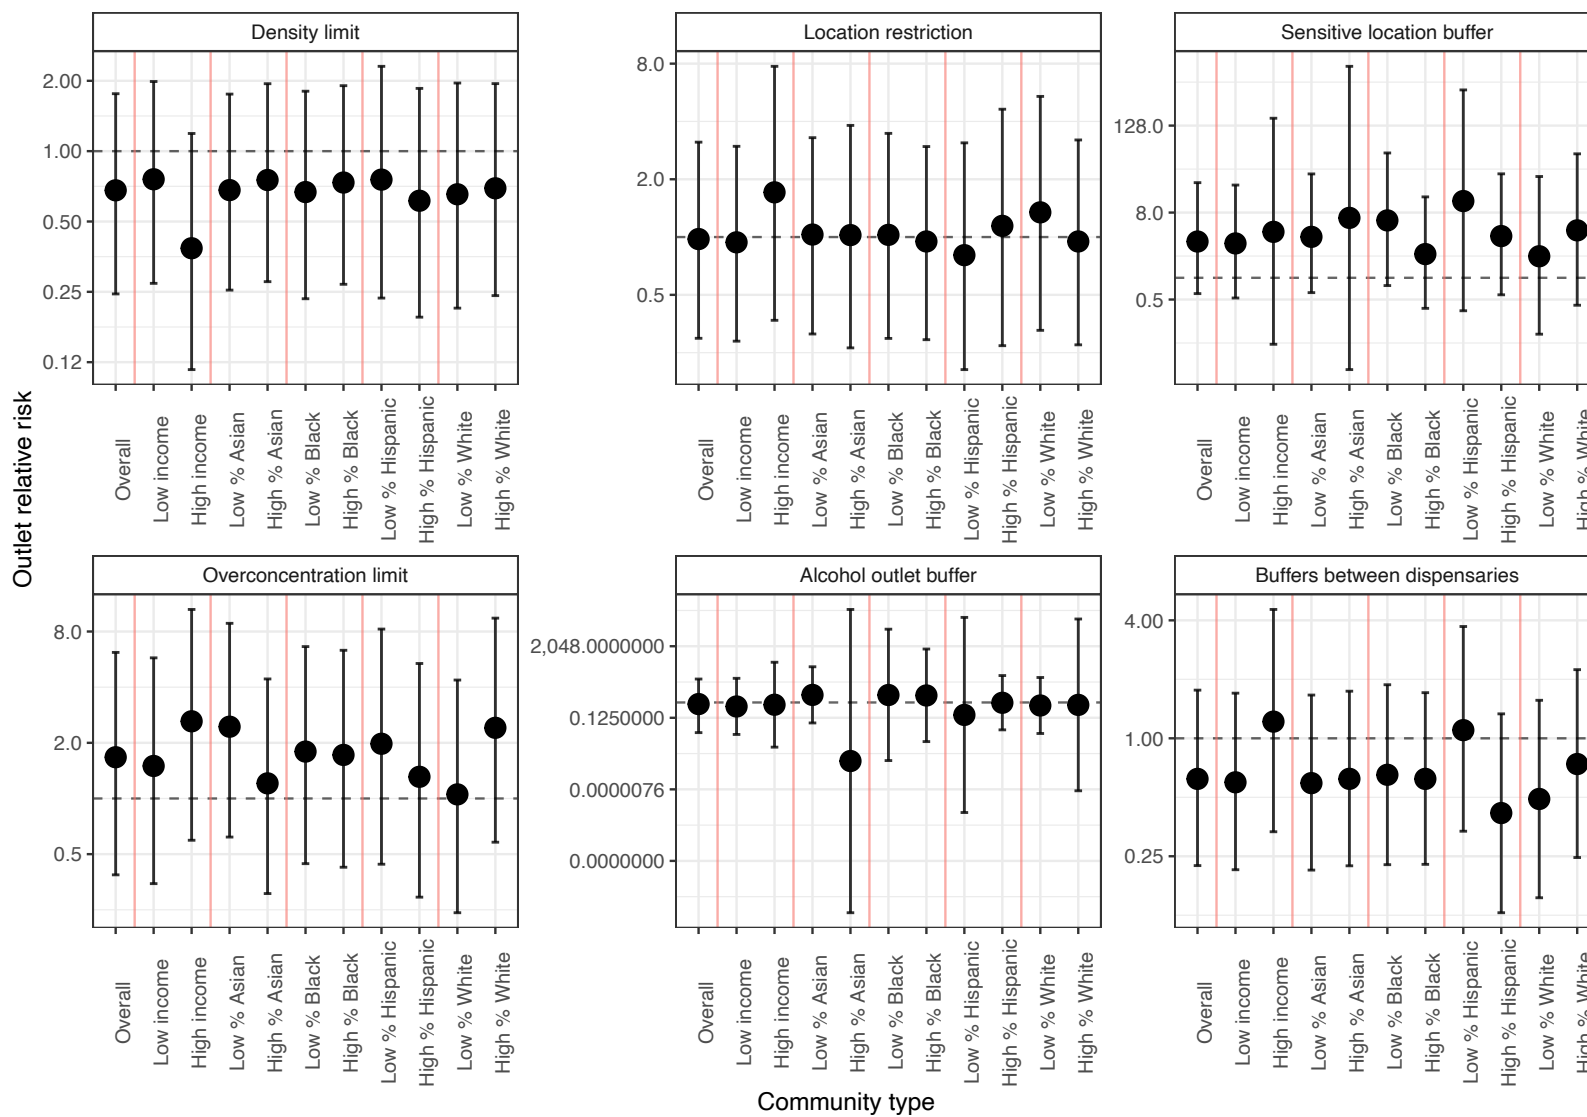 Density limit
Location restriction
Sensitive location buffer
2.00
1.00
0.50
0.25
0.12
8.0
2.0
0.5
128.0
8.0
0.5
Overall
Low income
High income
Low % Asian
High % Asian
Low % Black
High % Black
Low % Hispanic
High % Hispanic
Low % White
High % White
Overall
Low income
High income
Low % Asian
High % Asian
Low % Black
High % Black
Low % Hispanic
High % Hispanic
Low % White
High % White
Overall
Low income
High income
Low % Asian
High % Asian
Low % Black
High % Black
Low % Hispanic
High % Hispanic
Low % White
High % White
Outlet relative risk
Overconcentration limit
Alcohol outlet buffer
Buffers between dispensaries
8.0
2.0
0.5
2,048.0000000
0.1250000
0.0000076
0.0000000
4.00
1.00
0.25
Overall
Low income
High income
Low % Asian
High % Asian
Low % Black
High % Black
Low % Hispanic
High % Hispanic
Low % White
High % White
Overall
Low income
High income
Low % Asian
High % Asian
Low % Black
High % Black
Low % Hispanic
High % Hispanic
Low % White
High % White
Overall
Low income
High income
Low % Asian
High % Asian
Low % Black
High % Black
Low % Hispanic
High % Hispanic
Low % White
High % White
Community type